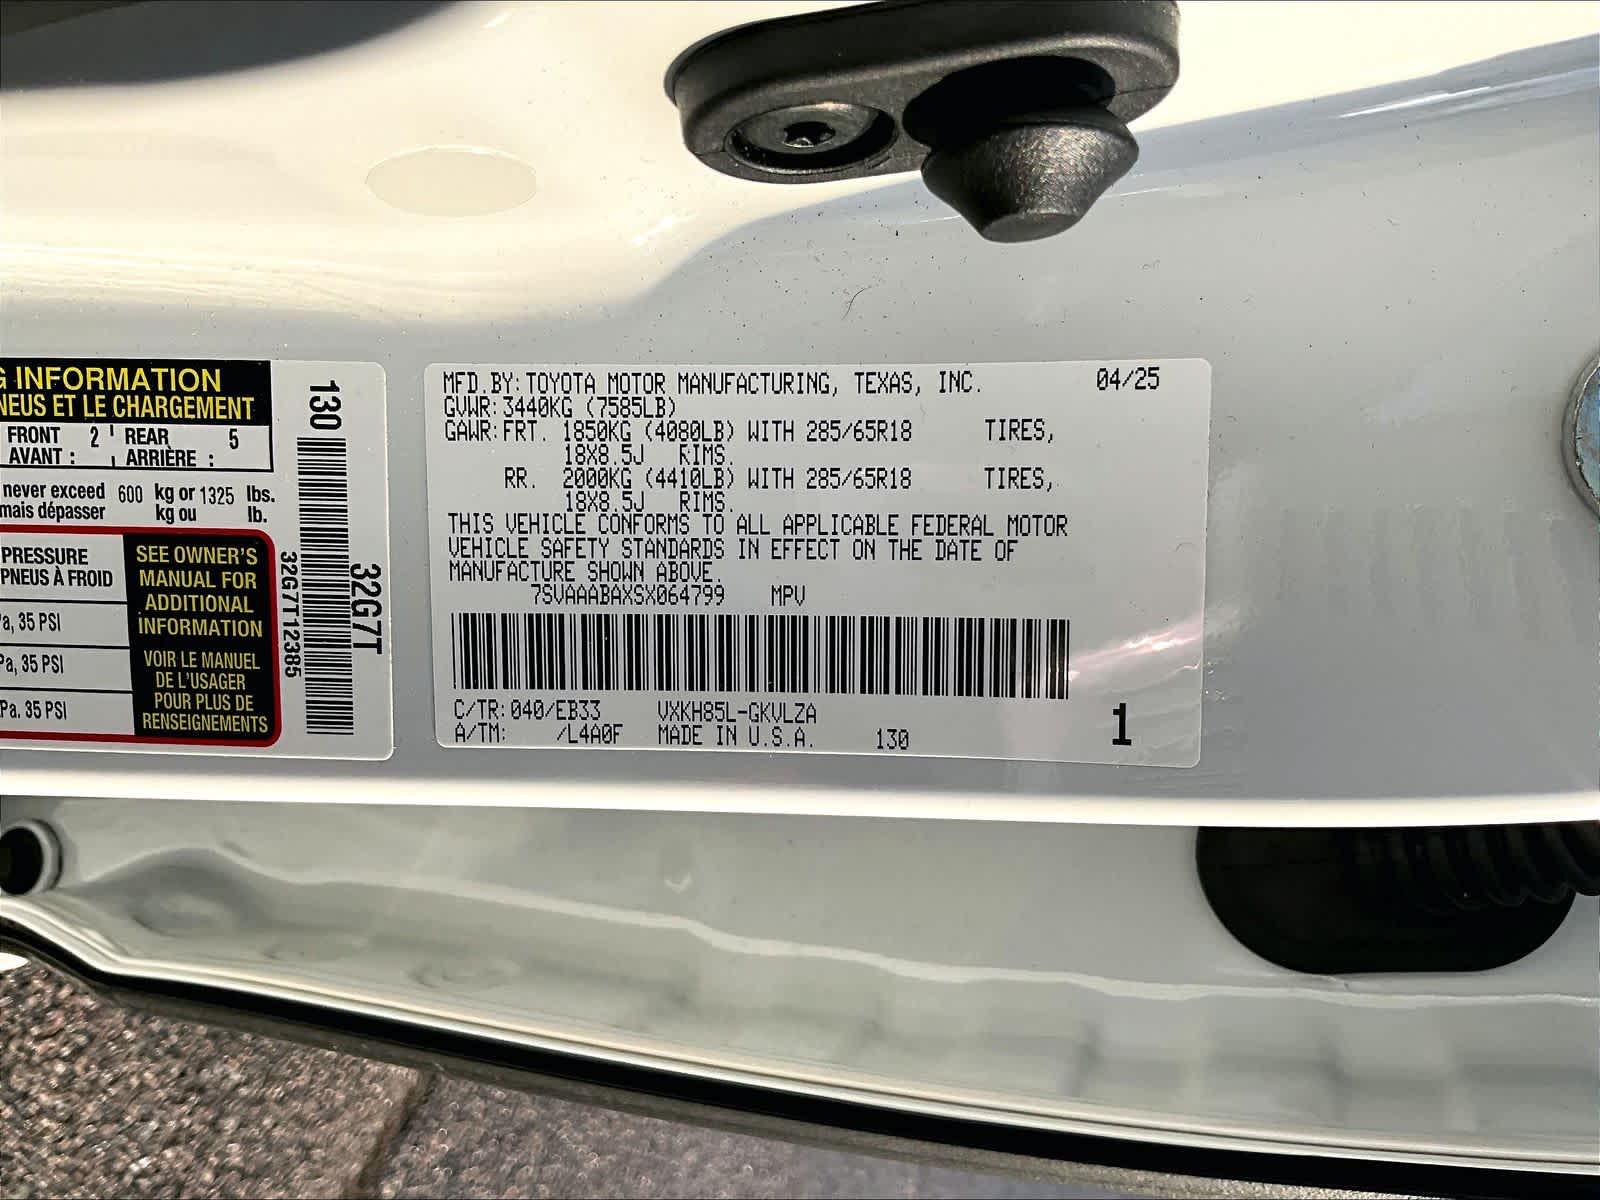 G INFORMATION
NEUS ET LE CHARGEMENT
FRONT 2 REAR 5
AVANT : ARRIÈRE :
never exceed 600 kg or 1325 lbs.
mais dépasser kg ou lb.
PRESSURE
PNEUS À FROID
a, 35 PSI
Pa, 35 PSI
Pa. 35 PSI
SEE OWNER'S
MANUAL FOR
ADDITIONAL
INFORMATION
VOIR LE MANUEL
DE L'USAGER
POUR PLUS DE
RENSEIGNEMENTS
130
32G7T
32G7T12385
MFD.BY: TOYOTA MOTOR MANUFACTURING, TEXAS, INC. 04/25
GVWR: 3440KG (7585LB)
GAWR: FRT. 1850KG (4080LB) WITH 285/65R18 TIRES,
18X8.5J RIMS.
RR. 2000KG (4410LB) WITH 285/65R18 TIRES,
18X8.5J RIMS.
THIS VEHICLE CONFORMS TO ALL APPLICABLE FEDERAL MOTOR
VEHICLE SAFETY STANDARDS IN EFFECT ON THE DATE OF
MANUFACTURE SHOWN ABOVE.
7SVAAABAXSX064799 MPV
C/TR: 040/EB33 VXKH85L-GKVLZA
A/TM: /L4A0F MADE IN U.S.A. 130
1